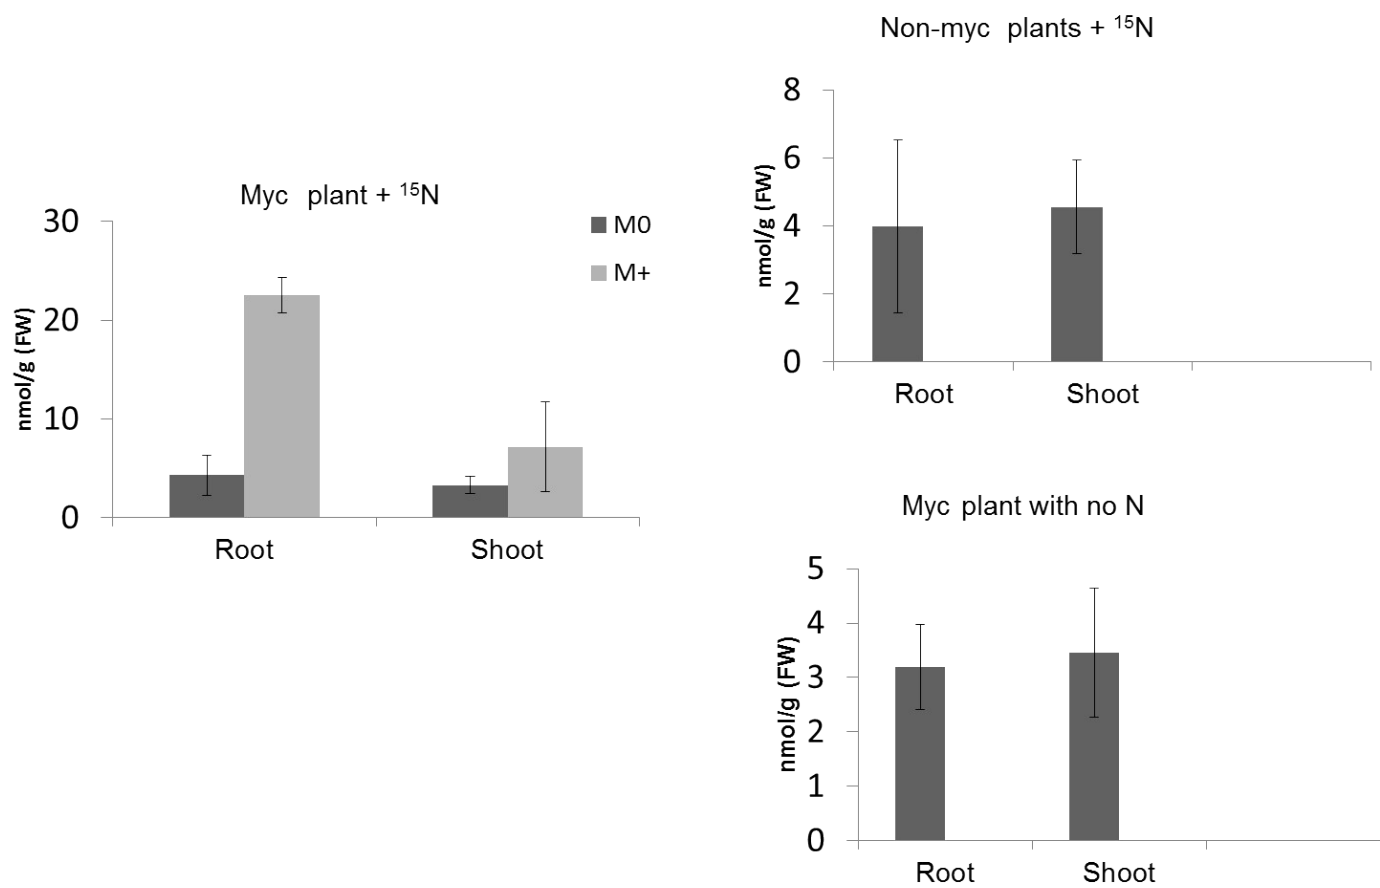 Myc plant + ¹⁵N
M0
M+
nmol/g (FW)
30
20
10
0
Root Shoot
Non-myc plants + ¹⁵N
nmol/g (FW)
8
6
4
2
0
Root Shoot
Myc plant with no N
nmol/g (FW)
5
4
3
2
1
0
Root Shoot